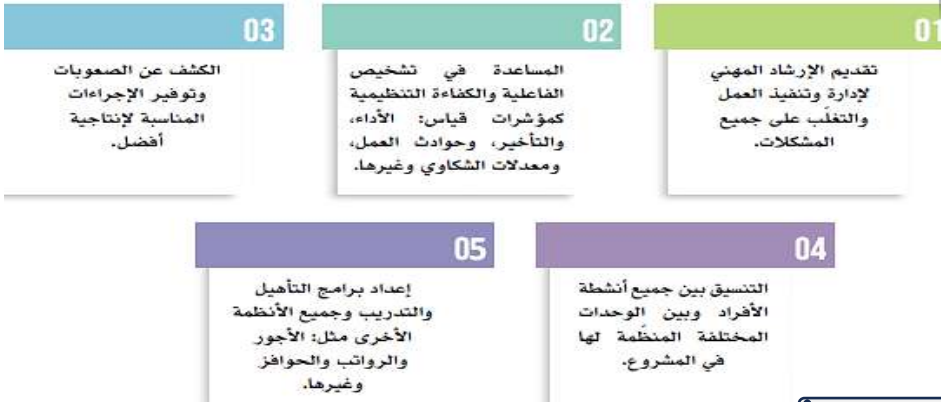 01
تقديم الإرشاد المهني
لإدارة وتنفيذ العمل
والتغلّب على جميع
المشكلات.
02
المساعدة في تشخيص
الفاعلية والكفاءة التنظيمية
كمؤشرات قياس: الأداء،
والتأخير، وحوادث العمل،
ومعدلات الشكاوي وغيرها.
03
الكشف عن الصعوبات
وتوفير الإجراءات
المناسبة لإنتاجية
أفضل.
04
التنسيق بين جميع أنشطة
الأفراد وبين الوحدات
المختلفة المنظّمة لها
في المشروع.
05
إعداد برامج التأهيل
والتدريب وجميع الأنظمة
الأخرى مثل: الأجور
والرواتب والحوافز
وغيرها.